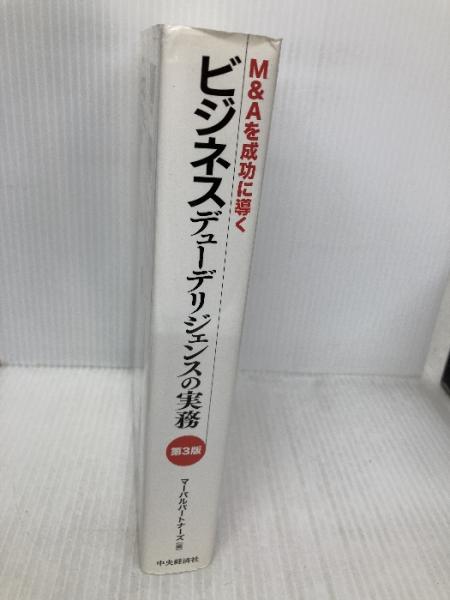 M&Aを成功に導く
ビジネスデューデリジェンスの実務
第3版
マーバルパートナーズ 編
中央経済社